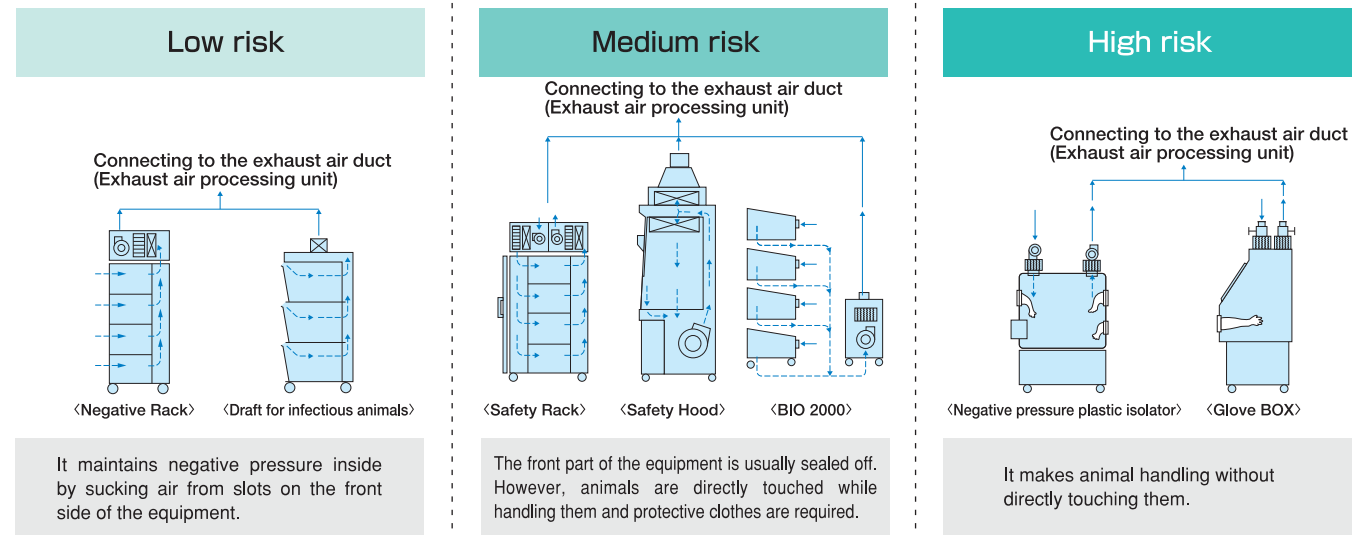 Low risk
Connecting to the exhaust air duct
(Exhaust air processing unit)
〈Negative Rack〉
〈Draft for infectious animals〉
It maintains negative pressure inside
by sucking air from slots on the front
side of the equipment.
Medium risk
Connecting to the exhaust air duct
(Exhaust air processing unit)
〈Safety Rack〉
〈Safety Hood〉
〈BIO 2000〉
The front part of the equipment is usually sealed off.
However, animals are directly touched while
handling them and protective clothes are required.
High risk
Connecting to the exhaust air duct
(Exhaust air processing unit)
〈Negative pressure plastic isolator〉
〈Glove BOX〉
It makes animal handling without
directly touching them.